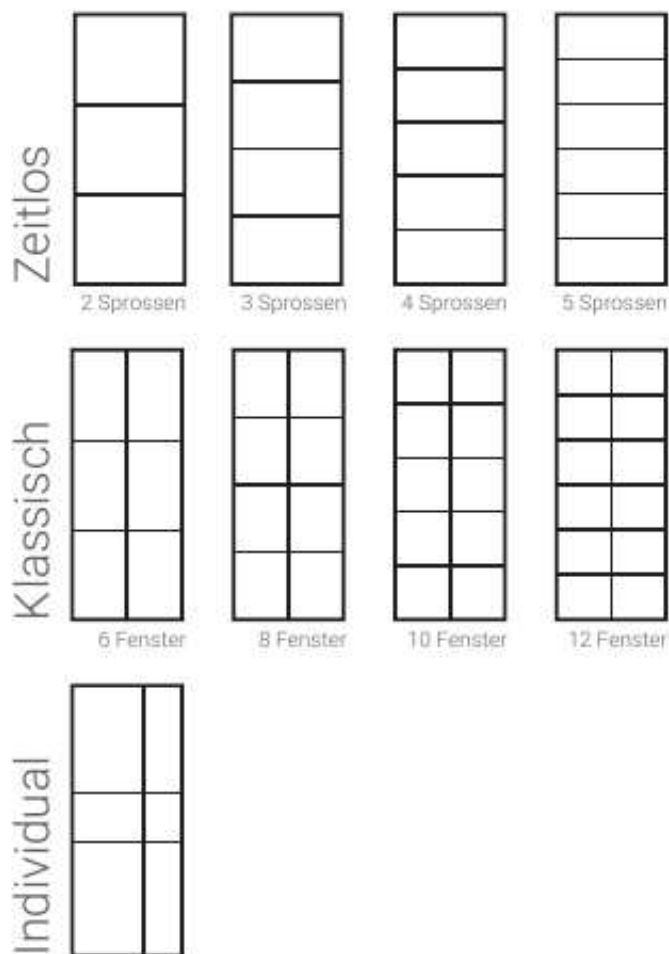 Zeitlos
2 Sprossen
3 Sprossen
4 Sprossen
5 Sprossen
Klassisch
6 Fenster
8 Fenster
10 Fenster
12 Fenster
Individual